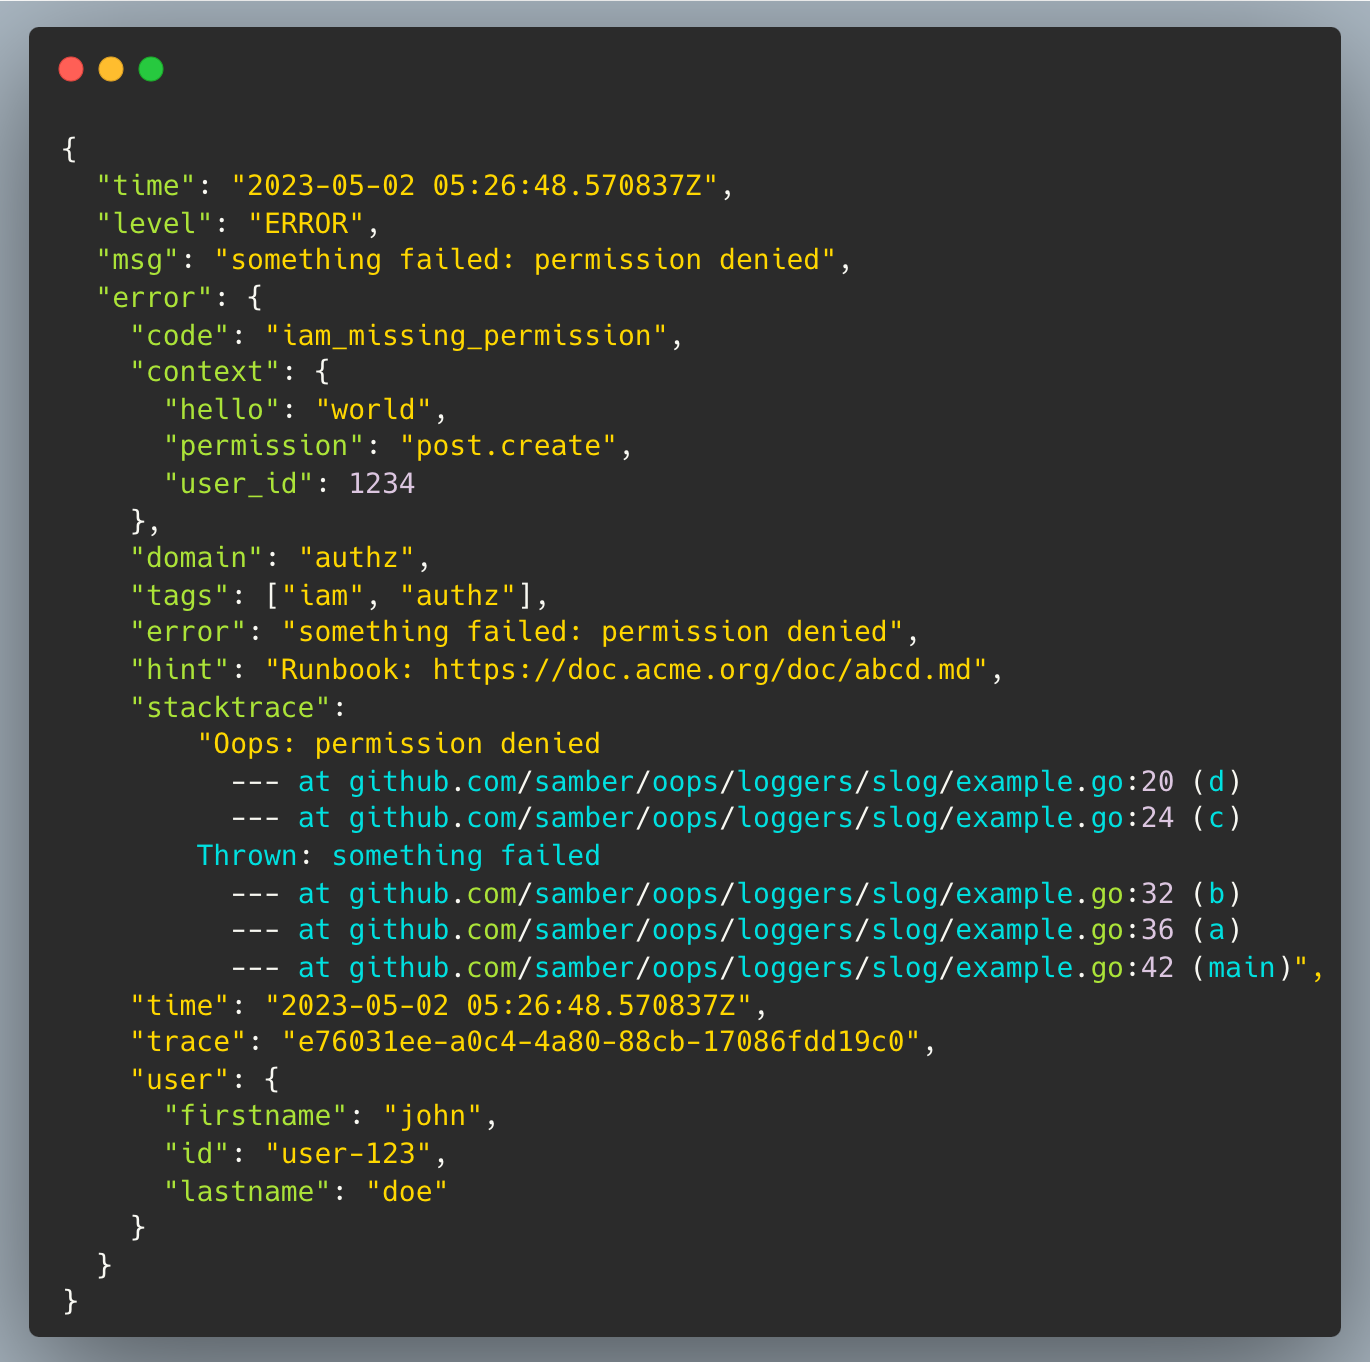 {
  "time": "2023-05-02 05:26:48.570837Z",
  "level": "ERROR",
  "msg": "something failed: permission denied",
  "error": {
    "code": "iam_missing_permission",
    "context": {
      "hello": "world",
      "permission": "post.create",
      "user_id": 1234
    },
    "domain": "authz",
    "tags": ["iam", "authz"],
    "error": "something failed: permission denied",
    "hint": "Runbook: https://doc.acme.org/doc/abcd.md",
    "stacktrace":
        "Oops: permission denied
          --- at github.com/samber/oops/loggers/slog/example.go:20 (d)
          --- at github.com/samber/oops/loggers/slog/example.go:24 (c)
        Thrown: something failed
          --- at github.com/samber/oops/loggers/slog/example.go:32 (b)
          --- at github.com/samber/oops/loggers/slog/example.go:36 (a)
          --- at github.com/samber/oops/loggers/slog/example.go:42 (main)",
    "time": "2023-05-02 05:26:48.570837Z",
    "trace": "e76031ee-a0c4-4a80-88cb-17086fdd19c0",
    "user": {
      "firstname": "john",
      "id": "user-123",
      "lastname": "doe"
    }
  }
}